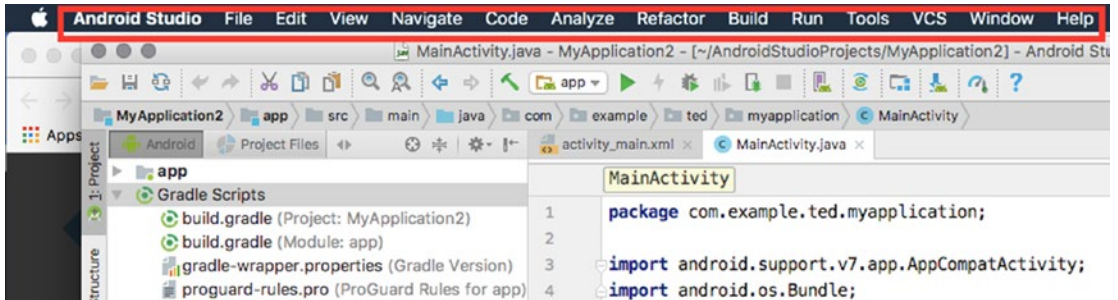 Android Studio File Edit View Navigate Code Analyze Refactor Build Run Tools VCS Window Help
MainActivity.java - MyApplication2 - [~/AndroidStudioProjects/MyApplication2] - Android Stu
app
MyApplication2 app src main java com example ted myapplication MainActivity
Apps
1: Project
Android Project Files
activity_main.xml MainActivity.java
app
MainActivity
Gradle Scripts
build.gradle (Project: MyApplication2)
1 package com.example.ted.myapplication;
build.gradle (Module: app)
2
gradle-wrapper.properties (Gradle Version)
3 import android.support.v7.app.AppCompatActivity;
proguard-rules.pro (ProGuard Rules for app)
4 import android.os.Bundle;